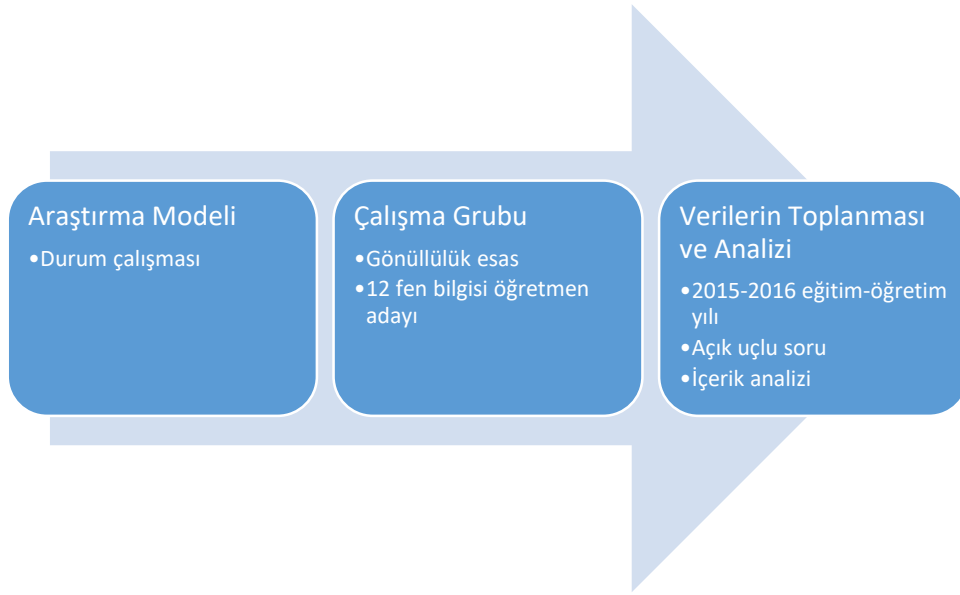 Araştırma Modeli
•Durum çalışması
Çalışma Grubu
•Gönüllülük esas
•12 fen bilgisi öğretmen
adayı
Verilerin Toplanması
ve Analizi
•2015-2016 eğitim-öğretim
yılı
•Açık uçlu soru
•İçerik analizi